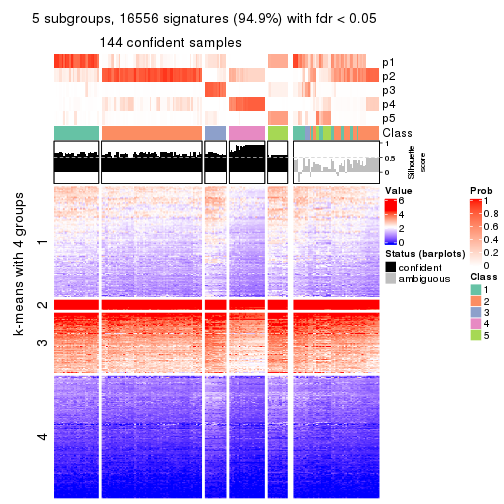 5 subgroups, 16556 signatures (94.9%) with fdr < 0.05
144 confident samples
p1
p2
p3
p4
p5
Class
1
0.5
0
Silhouette
score
k-means with 4 groups
1
2
3
4
Value
6
4
2
0
Status (barplots)
confident
ambiguous
Prob
1
0.8
0.6
0.4
0.2
0
Class
1
2
3
4
5